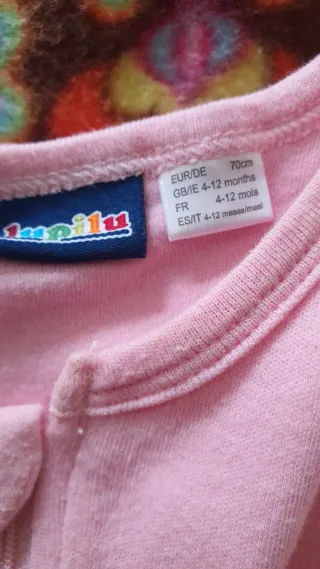 lupilu
EUR/DE 70cm
GB/IE 4-12 months
FR 4-12 mois
ES/IT 4-12 meses/mesi